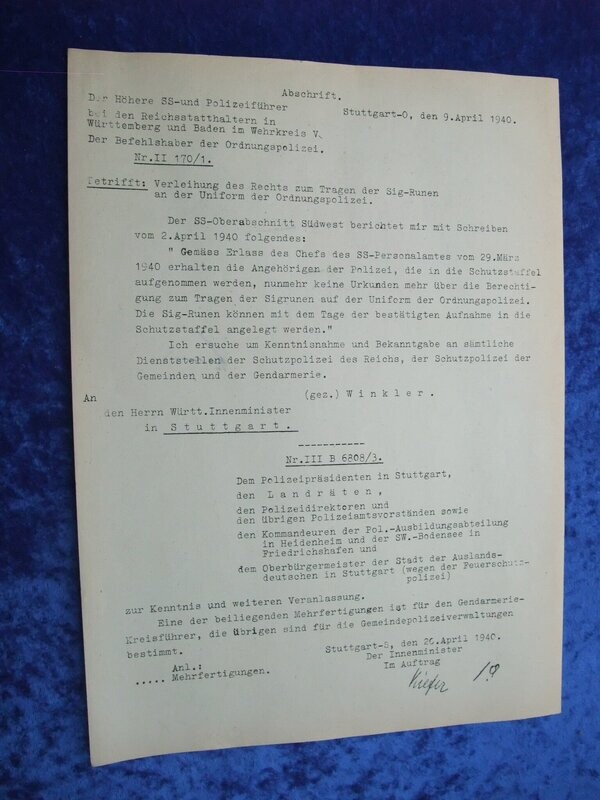 Abschrift.
Der Höhere SS-und Polizeiführer
bei den Reichsstatthaltern in
Württemberg und Baden im Wehrkreis V.
Stuttgart-O, den 9.April 1940.
Der Befehlshaber der Ordnungspolizei.
Nr.II 170/1.
Betrifft: Verleihung des Rechts zum Tragen der Sig-Runen
an der Uniform der Ordnungspolizei.
Der SS-Oberabschnitt Südwest berichtet mir mit Schreiben
vom 2.April 1940 folgendes:
" Gemäss Erlass des Chefs des SS-Personalamtes vom 29.März
1940 erhalten die Angehörigen der Polizei, die in die Schutzstaffel
aufgenommen werden, nunmehr keine Urkunden mehr über die Berechti-
gung zum Tragen der Sigrunen auf der Uniform der Ordnungspolizei.
Die Sig-Runen können mit dem Tage der bestätigten Aufnahme in die
Schutzstaffel angelegt werden."
Ich ersuche um Kenntnisnahme und Bekanntgabe an sämtliche
Dienststellen der Schutzpolizei des Reichs, der Schutzpolizei der
Gemeinden und der Gendarmerie.
An
(gez.) W i n k l e r .
den Herrn Württ.Innenminister
in S t u t t g a r t .
-----------
Nr.III B 6808/3.
Dem Polizeipräsidenten in Stuttgart,
den L a n d r ä t e n ,
den Polizeidirektoren und
den übrigen Polizeiamtsvorständen sowie
den Kommandeuren der Pol.-Ausbildungsabteilung
in Heidenheim und der SW.-Bodensee in
Friedrichshafen und
dem Oberbürgermeister der Stadt der Auslands-
deutschen in Stuttgart (wegen der Feuerschutz-
polizei)
zur Kenntnis und weiteren Veranlassung.
Eine der beiliegenden Mehrfertigungen ist für den Gendarmerie-
Kreisführer, die übrigen sind für die Gemeindepolizeiverwaltungen
bestimmt.
Stuttgart-S, den 20.April 1940.
Der Innenminister
Im Auftrag
Anl.:
..... Mehrfertigungen.
Kiefer